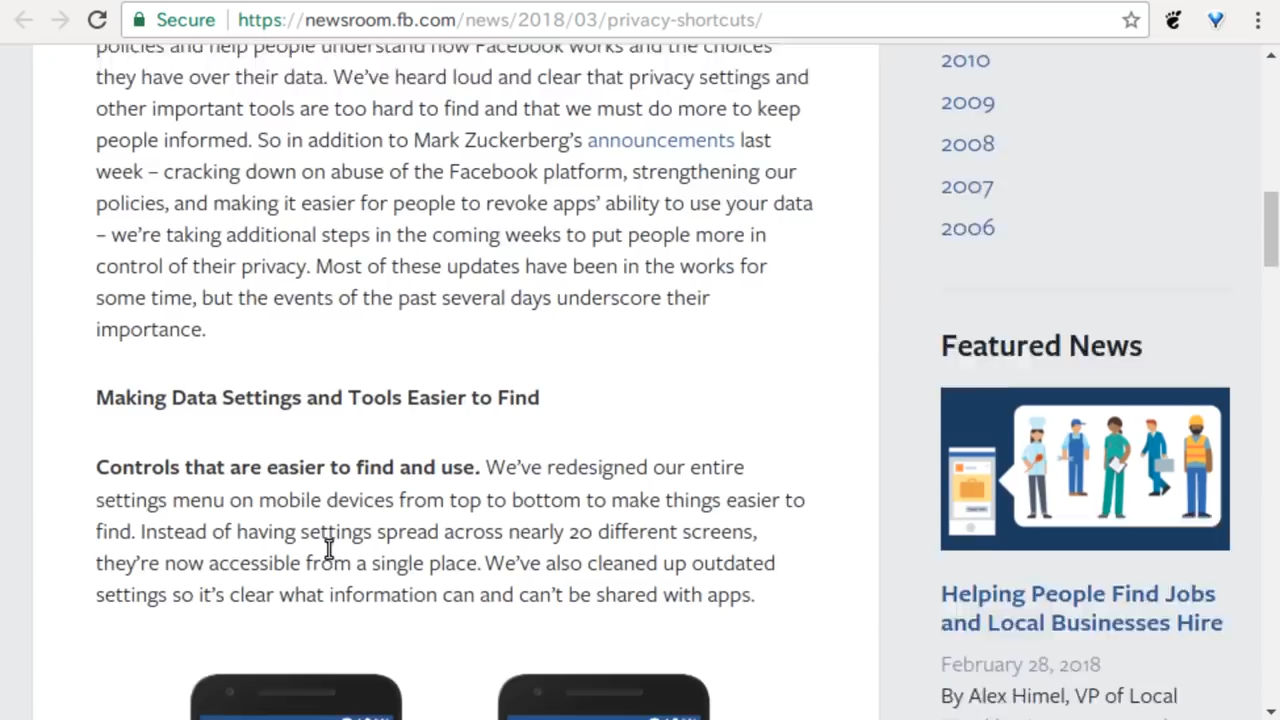 Secure https://newsroom.fb.com/news/2018/03/privacy-shortcuts/
policies and help people understand how Facebook works and the choices
they have over their data. We’ve heard loud and clear that privacy settings and
other important tools are too hard to find and that we must do more to keep
people informed. So in addition to Mark Zuckerberg’s announcements last
week – cracking down on abuse of the Facebook platform, strengthening our
policies, and making it easier for people to revoke apps’ ability to use your data
– we’re taking additional steps in the coming weeks to put people more in
control of their privacy. Most of these updates have been in the works for
some time, but the events of the past several days underscore their
importance.
Making Data Settings and Tools Easier to Find
Controls that are easier to find and use. We’ve redesigned our entire
settings menu on mobile devices from top to bottom to make things easier to
find. Instead of having settings spread across nearly 20 different screens,
they’re now accessible from a single place. We’ve also cleaned up outdated
settings so it’s clear what information can and can’t be shared with apps.
2010
2009
2008
2007
2006
Featured News
Helping People Find Jobs
and Local Businesses Hire
February 28, 2018
By Alex Himel, VP of Local